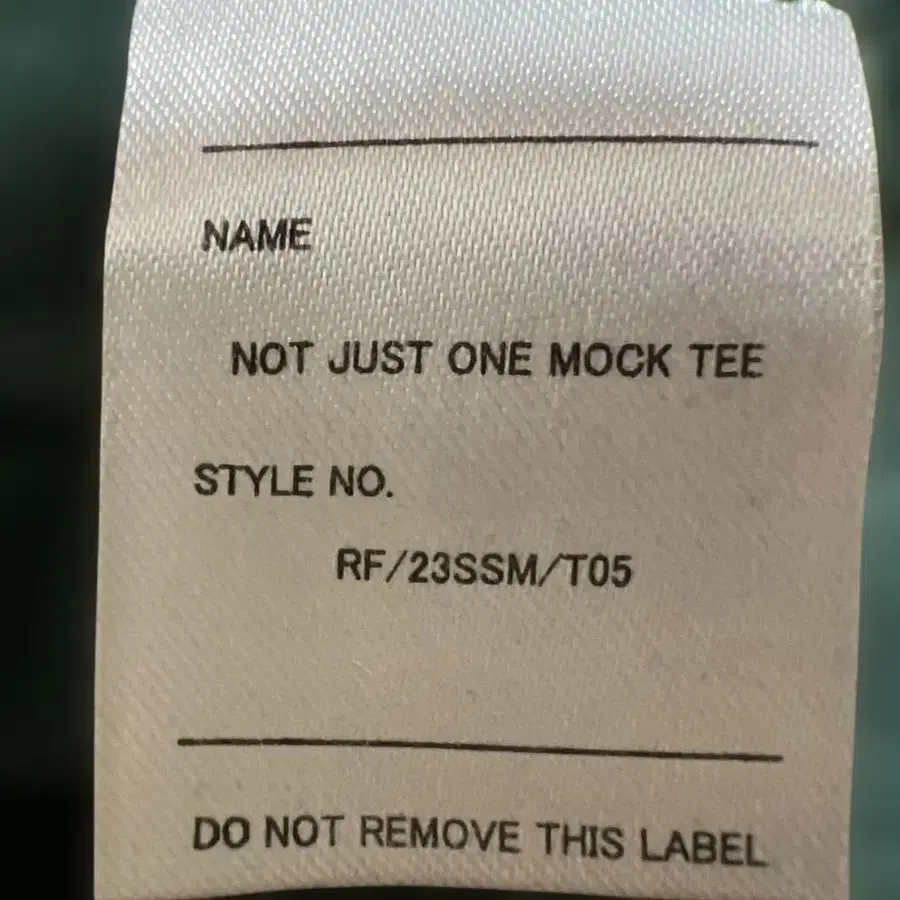 NAME
NOT JUST ONE MOCK TEE
STYLE NO.
RF/23SSM/T05
DO NOT REMOVE THIS LABEL